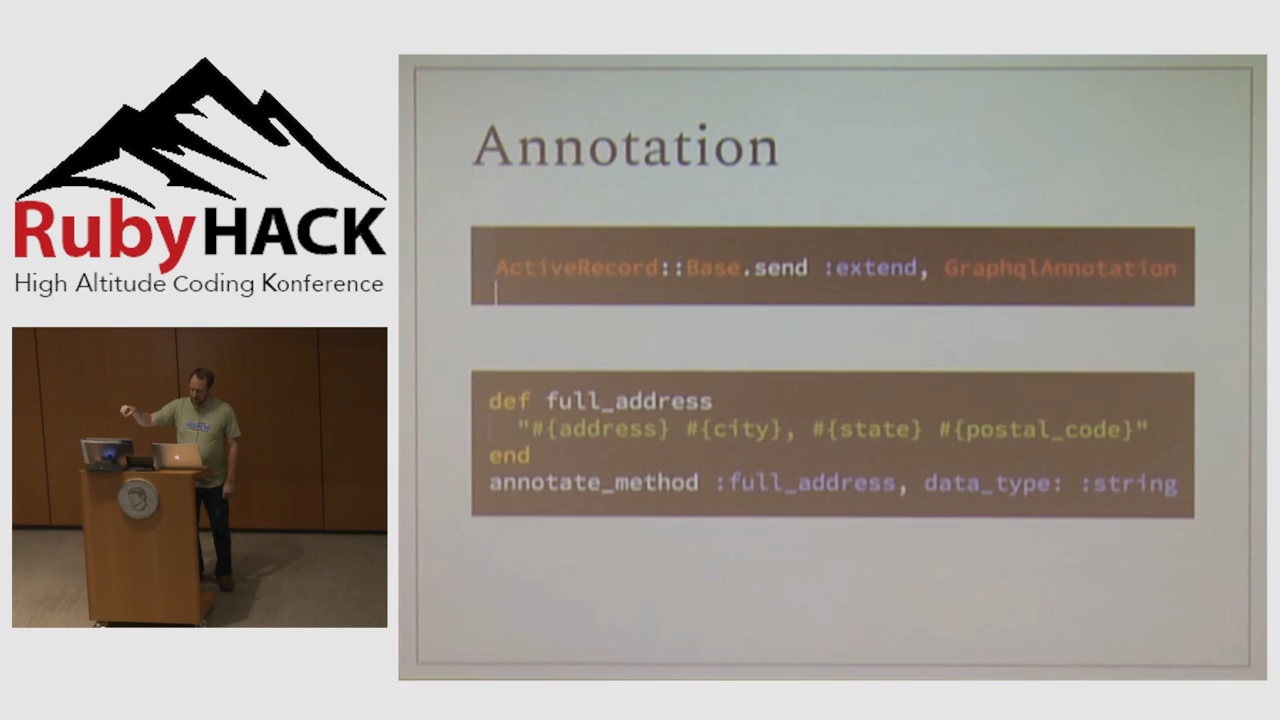 RubyHACK
High Altitude Coding Konference
Annotation
ActiveRecord::Base.send :extend, GraphqlAnnotation
def full_address
"#{address} #{city}, #{state} #{postal_code}"
end
annotate_method :full_address, data_type: :string